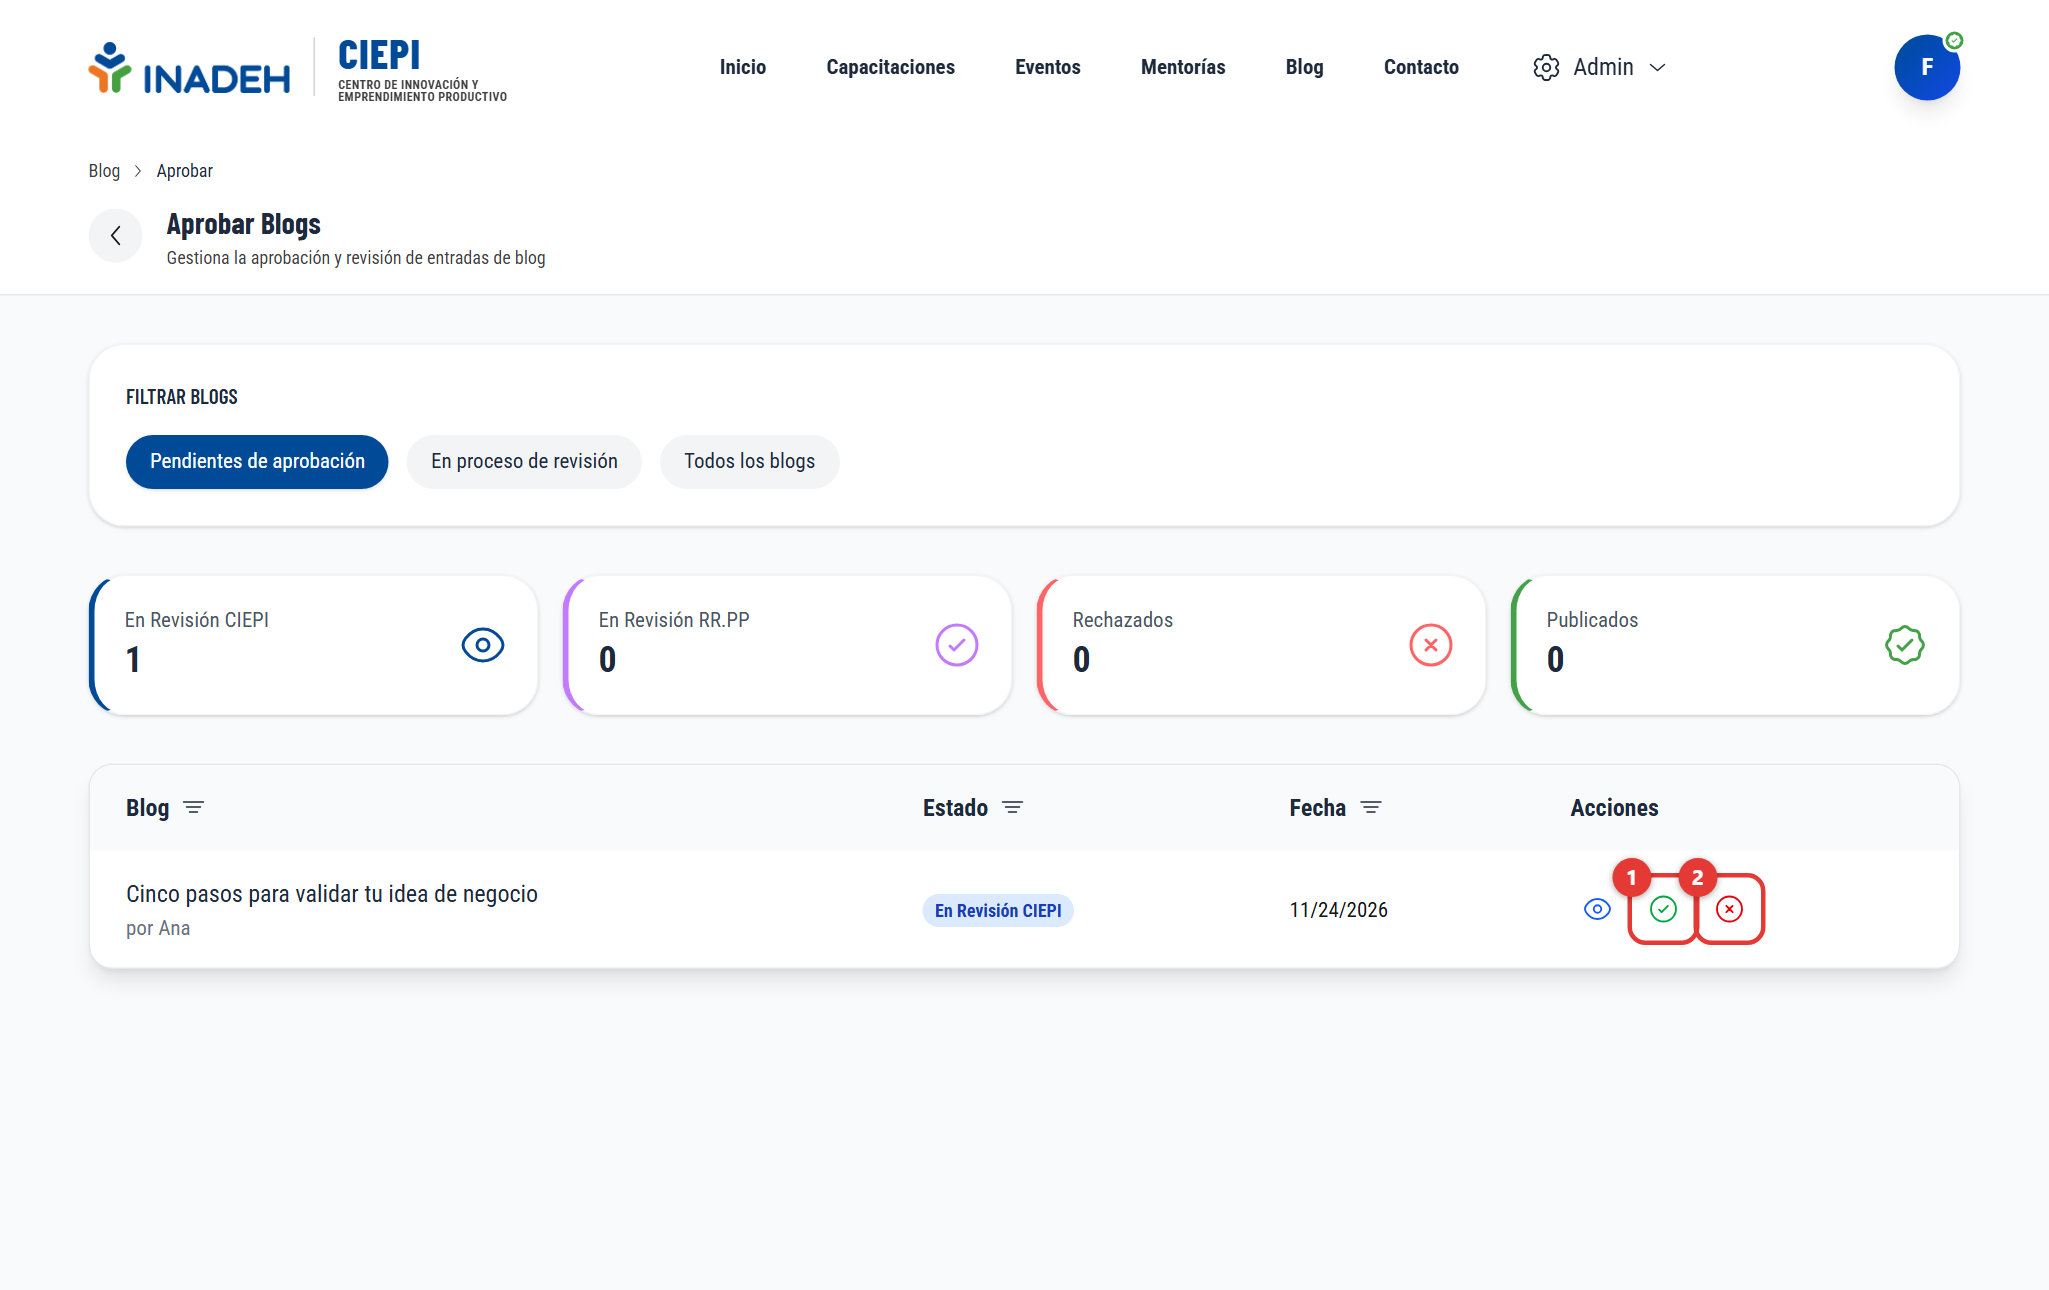 INADEH
CIEPI
CENTRO DE INNOVACIÓN Y
EMPRENDIMIENTO PRODUCTIVO
Inicio
Capacitaciones
Eventos
Mentorías
Blog
Contacto
Admin
F
Blog > Aprobar
Aprobar Blogs
Gestiona la aprobación y revisión de entradas de blog
FILTRAR BLOGS
Pendientes de aprobación
En proceso de revisión
Todos los blogs
En Revisión CIEPI
1
En Revisión RR.PP
0
Rechazados
0
Publicados
0
Blog
Estado
Fecha
Acciones
Cinco pasos para validar tu idea de negocio
por Ana
En Revisión CIEPI
11/24/2026
1
2